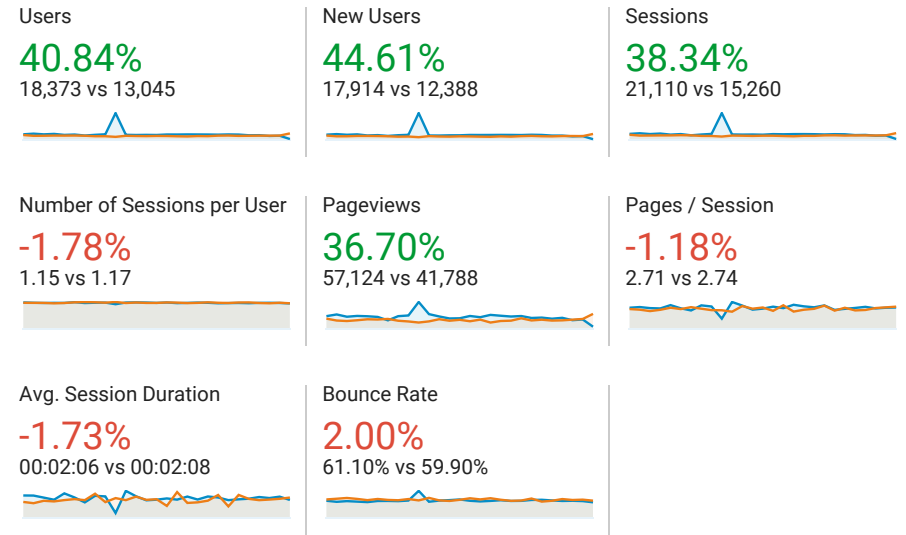 Users
40.84%
18,373 vs 13,045
New Users
44.61%
17,914 vs 12,388
Sessions
38.34%
21,110 vs 15,260
Number of Sessions per User
-1.78%
1.15 vs 1.17
Pageviews
36.70%
57,124 vs 41,788
Pages / Session
-1.18%
2.71 vs 2.74
Avg. Session Duration
-1.73%
00:02:06 vs 00:02:08
Bounce Rate
2.00%
61.10% vs 59.90%